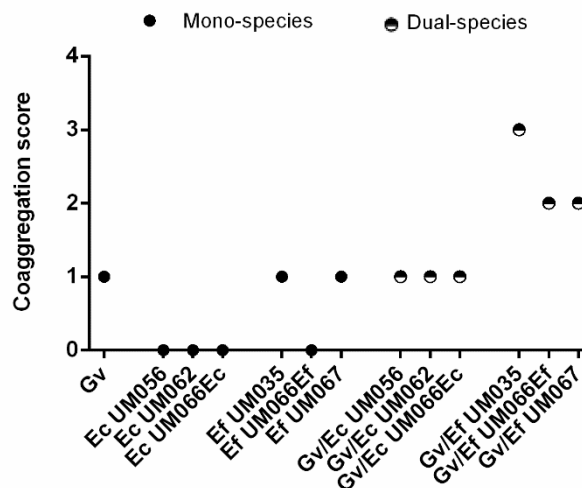 Mono-species
Dual-species
Coaggregation score
4
3
2
1
0
Gv
Ec UM056
Ec UM062
Ec UM066Ec
Ef UM035
Ef UM066Ef
Ef UM067
Gv/Ec UM056
Gv/Ec UM062
Gv/Ec UM066Ec
Gv/Ef UM035
Gv/Ef UM066Ef
Gv/Ef UM067